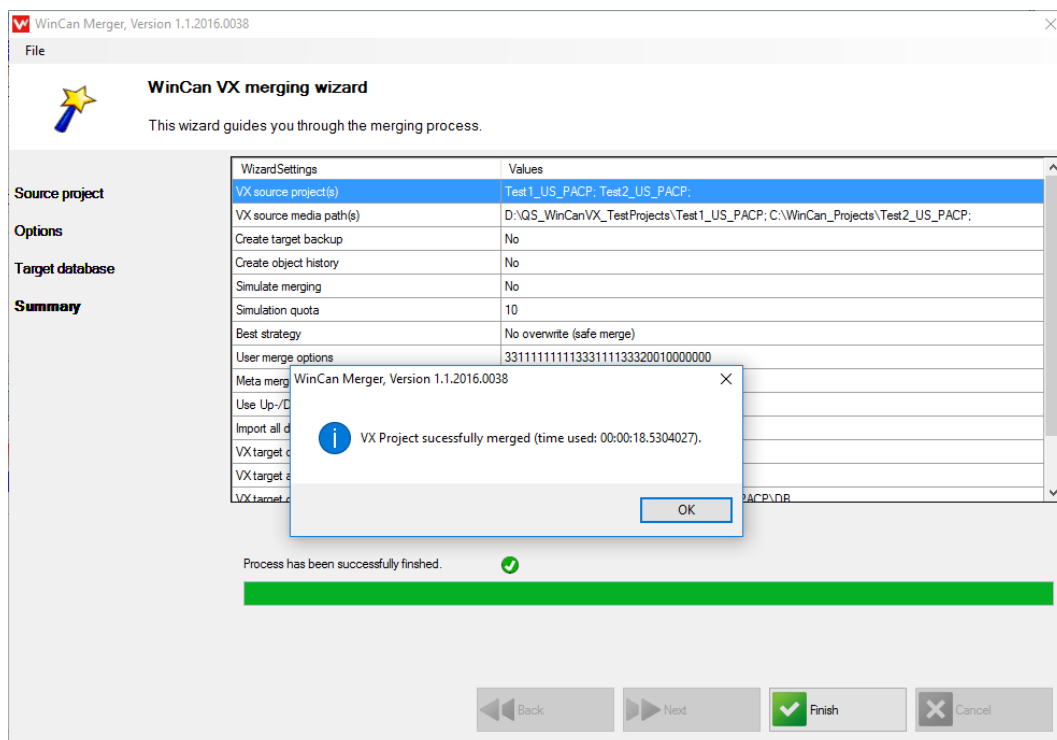 WinCan Merger, Version 1.1.2016.0038
File
WinCan VX merging wizard
This wizard guides you through the merging process.
Source project
Options
Target database
Summary
WizardSettings Values
VX source project(s) Test1_US_PACP; Test2_US_PACP;
VX source media path(s) D:\QS_WinCanVX_TestProjects\Test1_US_PACP; C:\WinCan_Projects\Test2_US_PACP;
Create target backup No
Create object history No
Simulate merging No
Simulation quota 10
Best strategy No overwrite (safe merge)
User merge options
Meta merg
Use Up-/D
Import all d
VX target
VX target a
VX target PACP\DB
WinCan Merger, Version 1.1.2016.0038
VX Project sucessfully merged (time used: 00:00:18.5304027).
OK
Process has been successfully finshed.
Back Next Finish Cancel